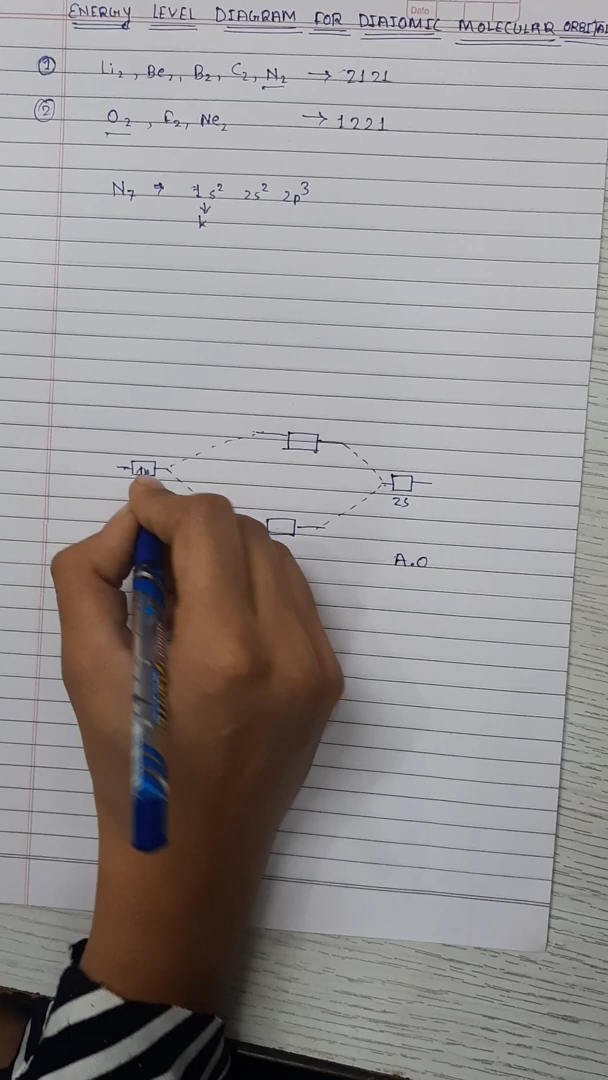 Date
ENERGY LEVEL DIAGRAM FOR DIATOMIC MOLECULAR ORBITAL
① Li₂, Be₂, B₂, C₂, N₂ → 2121
② O₂, F₂, Ne₂ → 1221
N₇ → 1s² 2s² 2p³
↓
k
2s
A.O